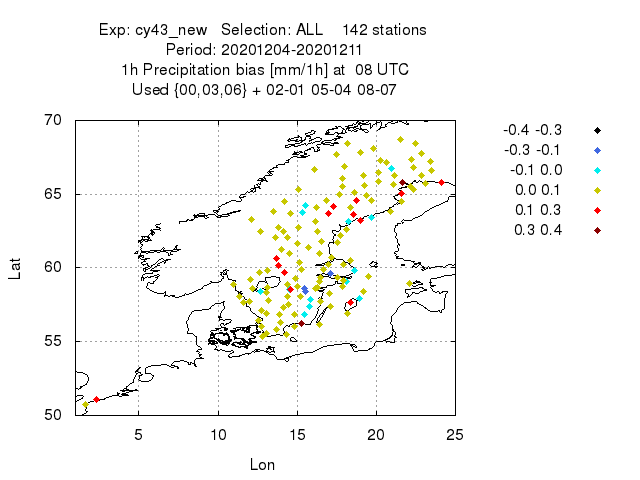 Exp: cy43_new   Selection: ALL    142 stations
Period: 20201204-20201211
1h Precipitation bias [mm/1h] at  08 UTC
Used {00,03,06} + 02-01 05-04 08-07
70
65
60
55
50
Lat
5 10 15 20 25
Lon
-0.4 -0.3
-0.3 -0.1
-0.1 0.0
0.0 0.1
0.1 0.3
0.3 0.4